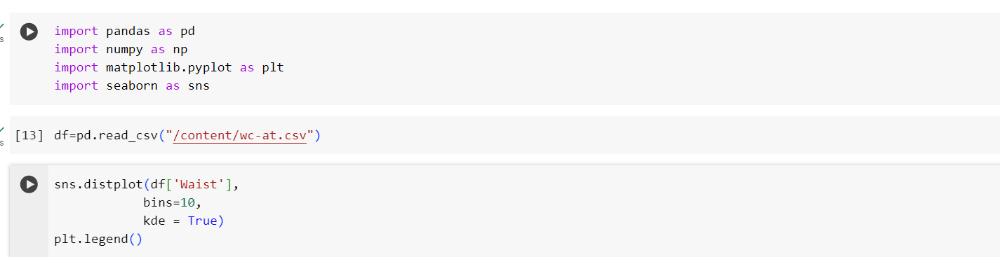 import pandas as pd
import numpy as np
import matplotlib.pyplot as plt
s
import seaborn as sns
[13] df=pd.read_csv("/content/wc-at.csv")
s
sns.distplot(df['Waist'],
bins=10,
kde = True)
plt.legend()